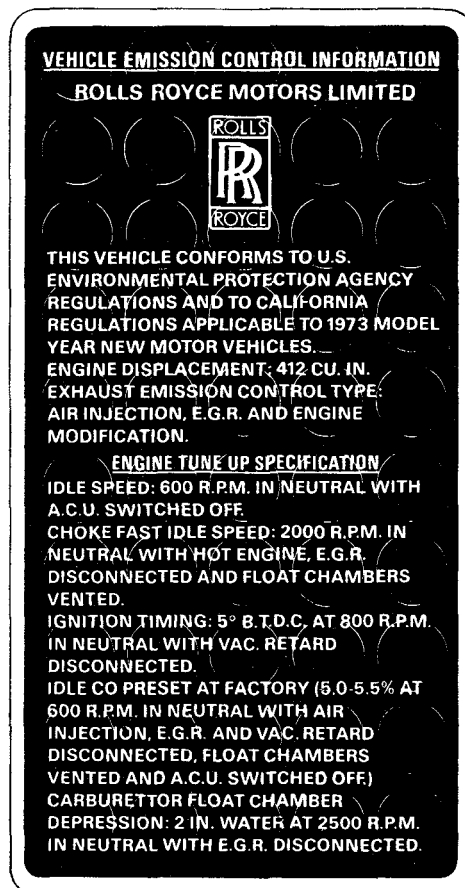 VEHICLE EMISSION CONTROL INFORMATION
ROLLS ROYCE MOTORS LIMITED
ROLLS
RR
ROYCE
THIS VEHICLE CONFORMS TO U.S.
ENVIRONMENTAL PROTECTION AGENCY
REGULATIONS AND TO CALIFORNIA
REGULATIONS APPLICABLE TO 1973 MODEL
YEAR NEW MOTOR VEHICLES.
ENGINE DISPLACEMENT: 412 CU. IN.
EXHAUST EMISSION CONTROL TYPE:
AIR INJECTION, E.G.R. AND ENGINE
MODIFICATION.
ENGINE TUNE UP SPECIFICATION
IDLE SPEED: 600 R.P.M. IN NEUTRAL WITH
A.C.U. SWITCHED OFF.
CHOKE FAST IDLE SPEED: 2000 R.P.M. IN
NEUTRAL WITH HOT ENGINE, E.G.R.
DISCONNECTED AND FLOAT CHAMBERS
VENTED.
IGNITION TIMING: 5° B.T.D.C. AT 800 R.P.M.
IN NEUTRAL WITH VAC. RETARD
DISCONNECTED.
IDLE CO PRESET AT FACTORY (5.0-5.5% AT
600 R.P.M. IN NEUTRAL WITH AIR
INJECTION, E.G.R. AND VAC. RETARD
DISCONNECTED, FLOAT CHAMBERS
VENTED AND A.C.U. SWITCHED OFF.)
CARBURETTOR FLOAT CHAMBER
DEPRESSION: 2 IN. WATER AT 2500 R.P.M.
IN NEUTRAL WITH E.G.R. DISCONNECTED.